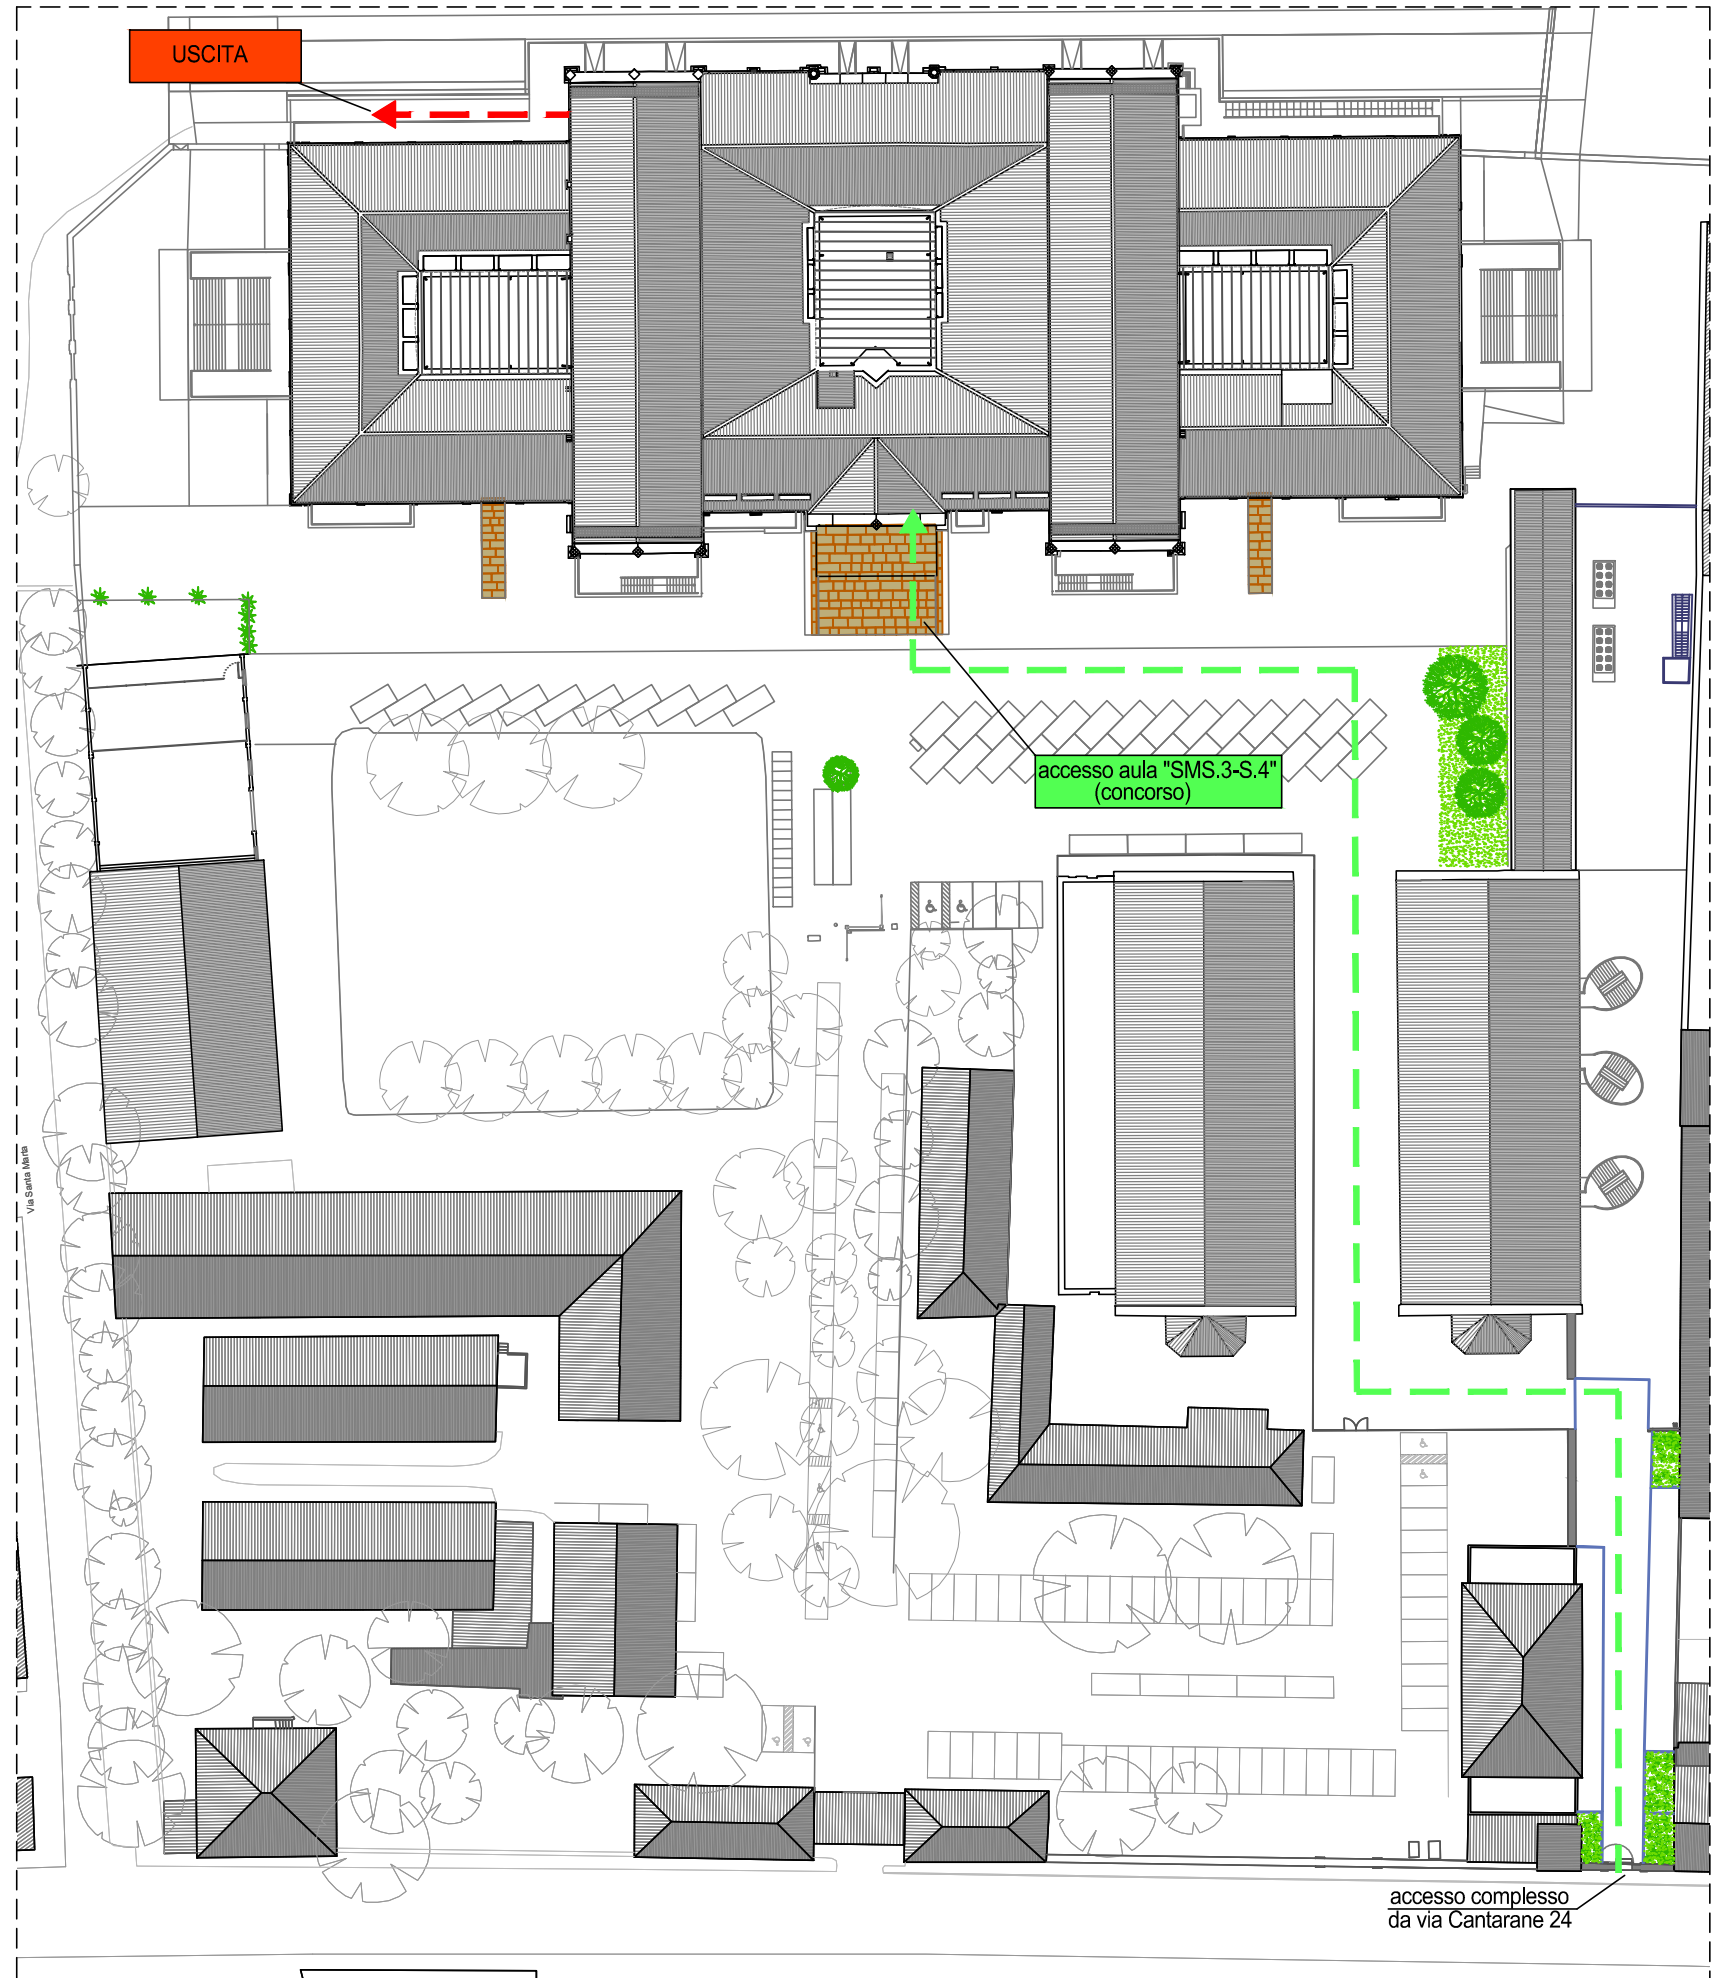 USCITA
accesso aula "SMS.3-S.4"
(concorso)
Via Santa Marta
accesso complesso
da via Cantarane 24